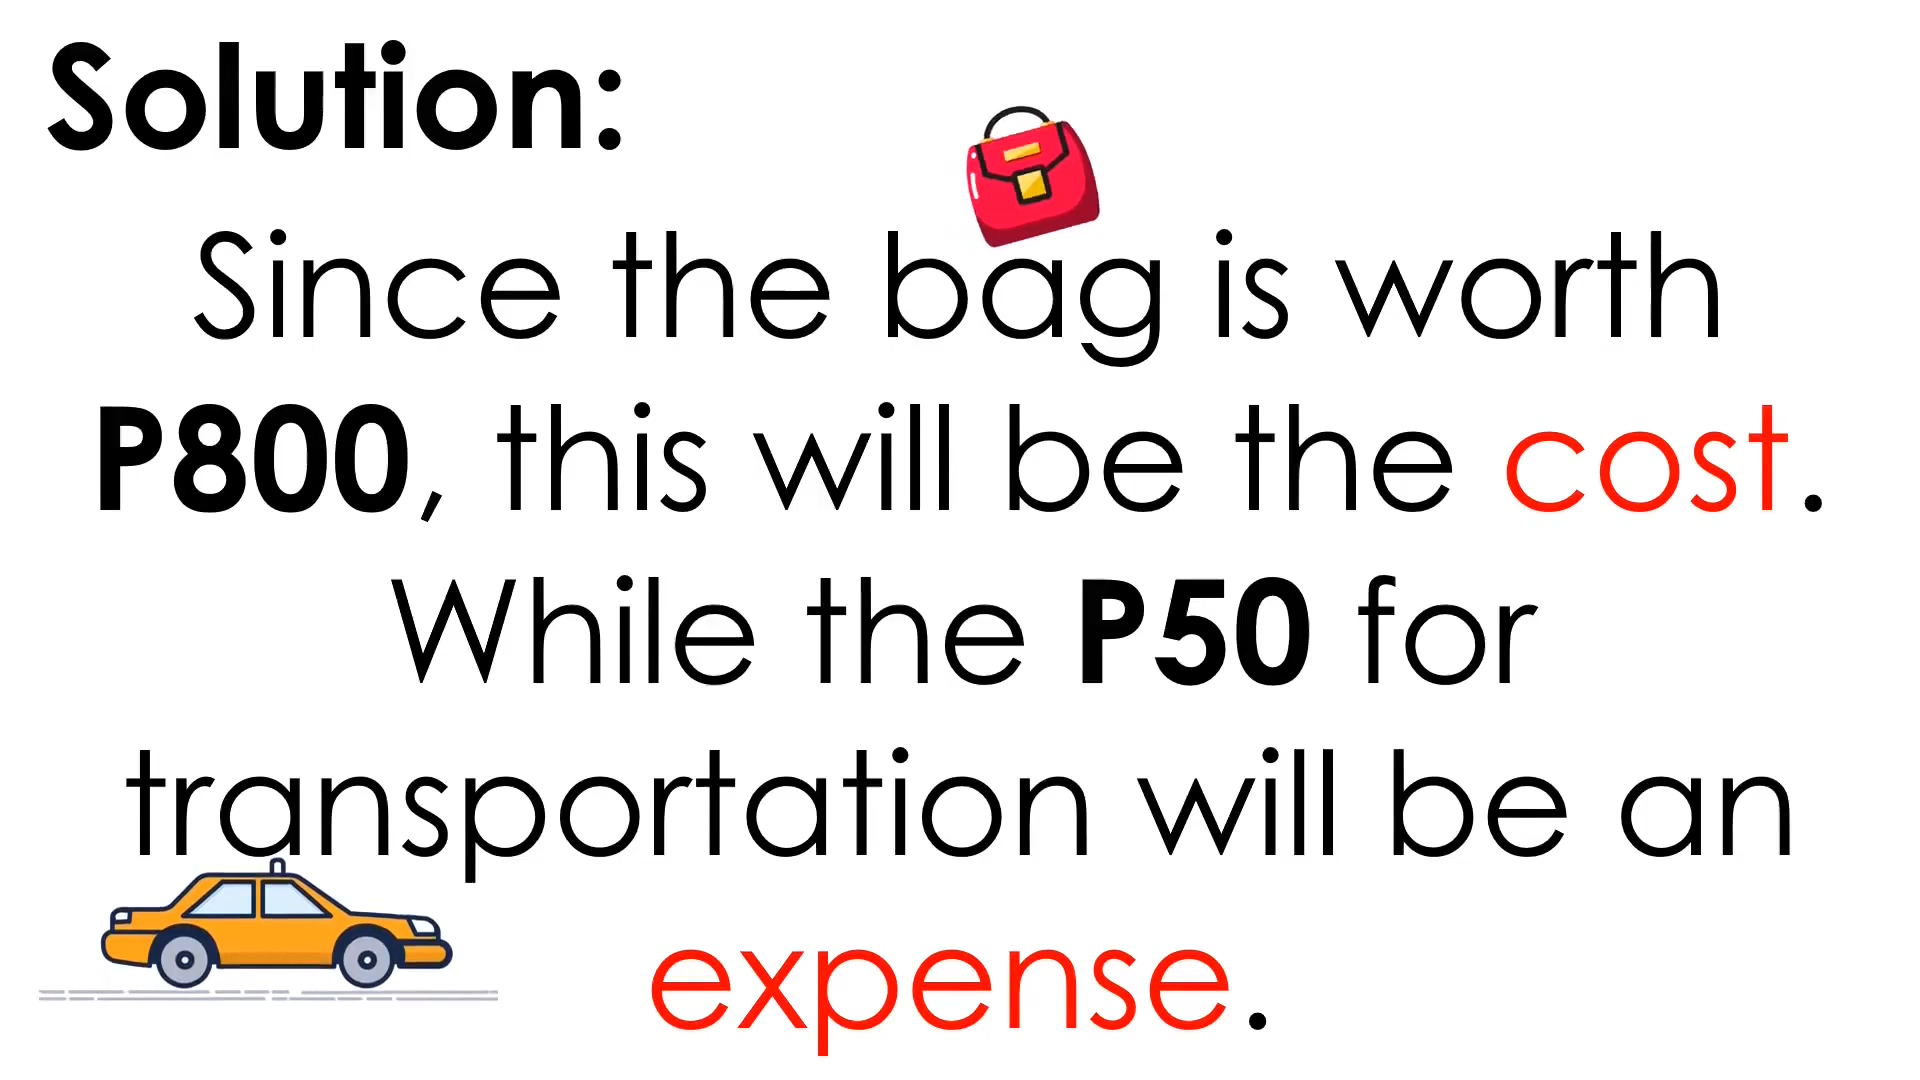 Solution:
Since the bag is worth
P800, this will be the cost.
While the P50 for
transportation will be an
expense.